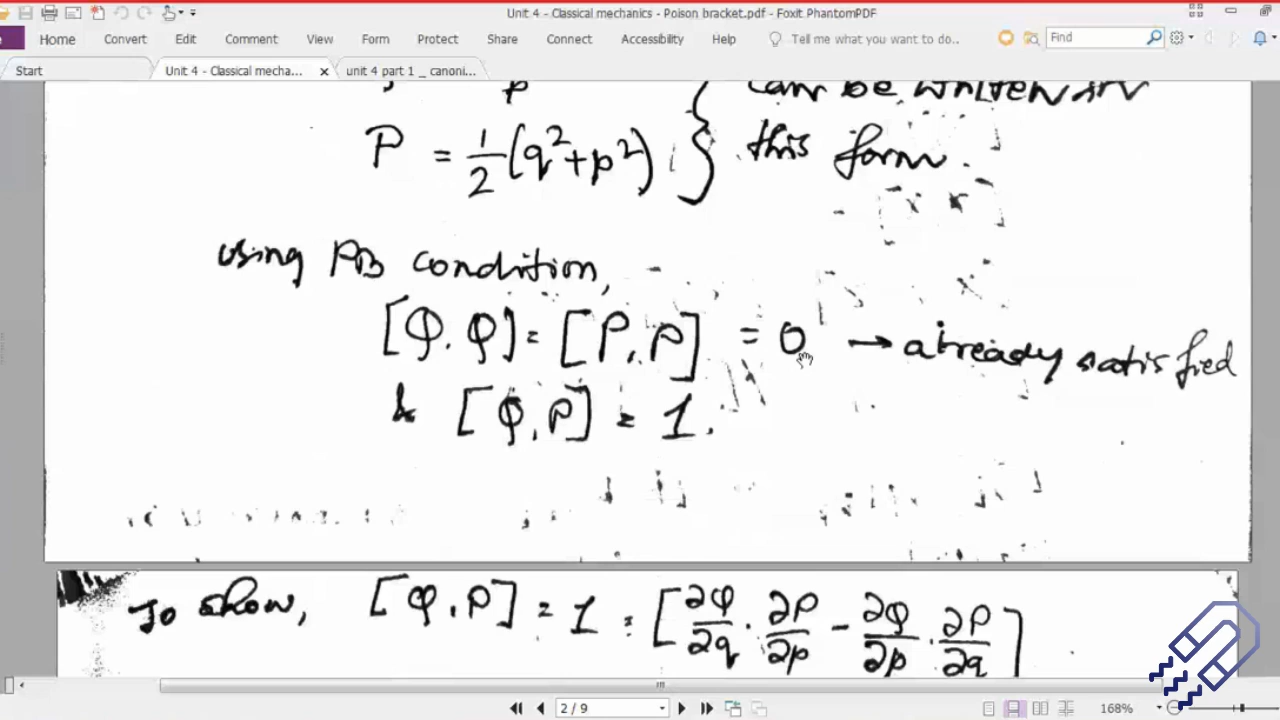 Unit 4 - Classical mechanics - Poison bracket.pdf - Foxit PhantomPDF
Home Convert Edit Comment View Form Protect Share Connect Accessibility Help Tell me what you want to do.. Find
Start Unit 4 - Classical mecha... x unit 4 part 1 _ canoni...
p can be written in
P = 1/2 (q² + p²) } this form.
using PB condition,
[Q, Q] = [P, P] = 0 → already satisfied
& [Q, P] = 1.
To show, [Q, P] = 1 = [∂Q/∂q . ∂P/∂p - ∂Q/∂p . ∂P/∂q]
2 / 9 168%